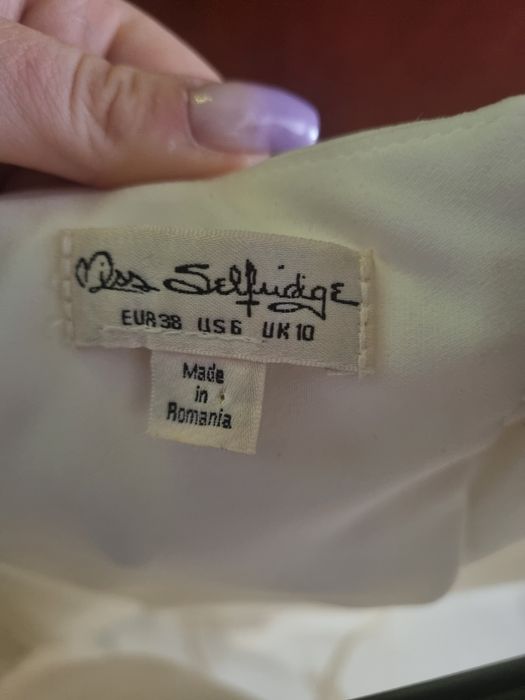 Miss Selfridge
EUR38 US6 UK10
Made
in
Romania